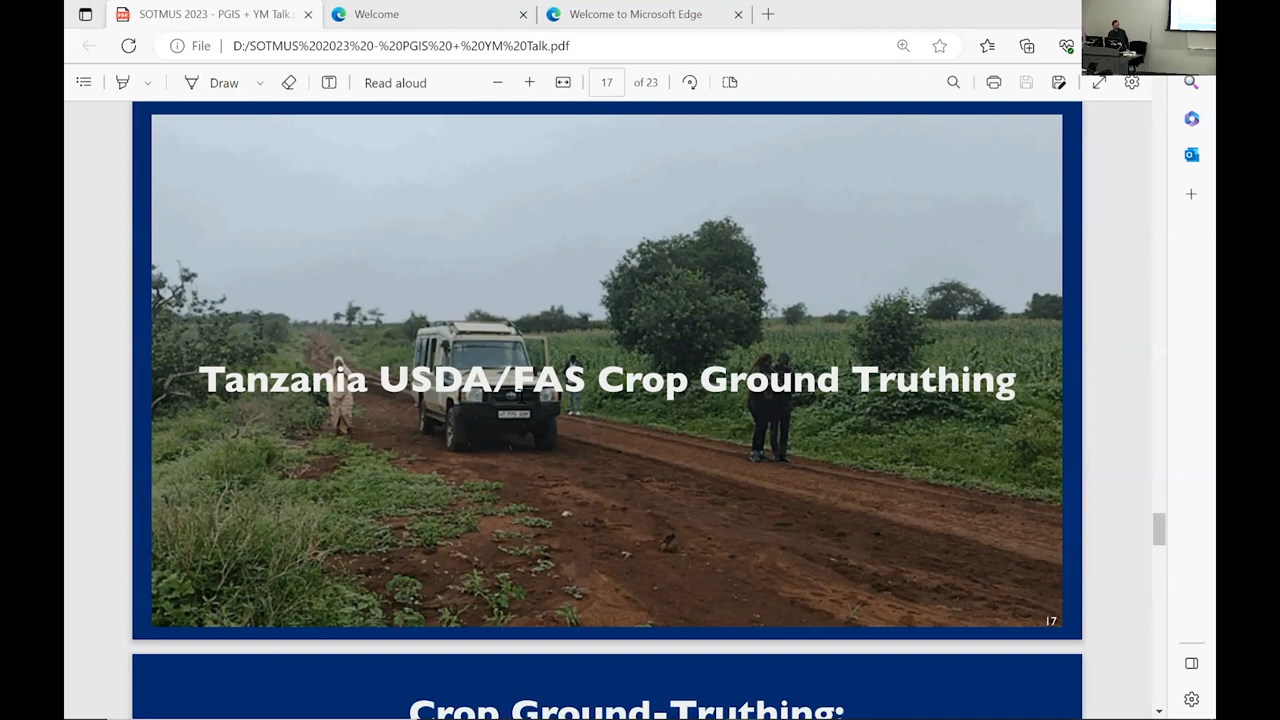 SOTMUS 2023 - PGIS + YM Talk.
Welcome
Welcome to Microsoft Edge
File
D:/SOTMUS%202023%20-%20PGIS+%20YM%20Talk.pdf
Draw
Read aloud
17
of 23
Tanzania USDA/FAS Crop Ground Truthing
17
Crop Ground-Truthing: